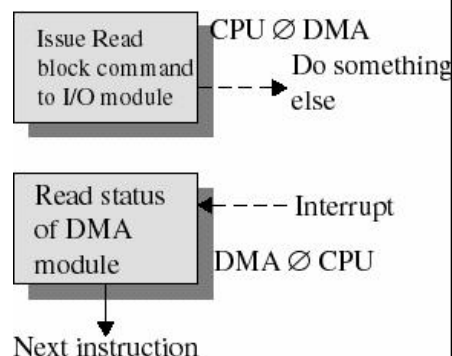 Issue Read
block command
to I/O module
CPU ∅ DMA
Do something
else
Read status
of DMA
module
Interrupt
DMA ∅ CPU
Next instruction